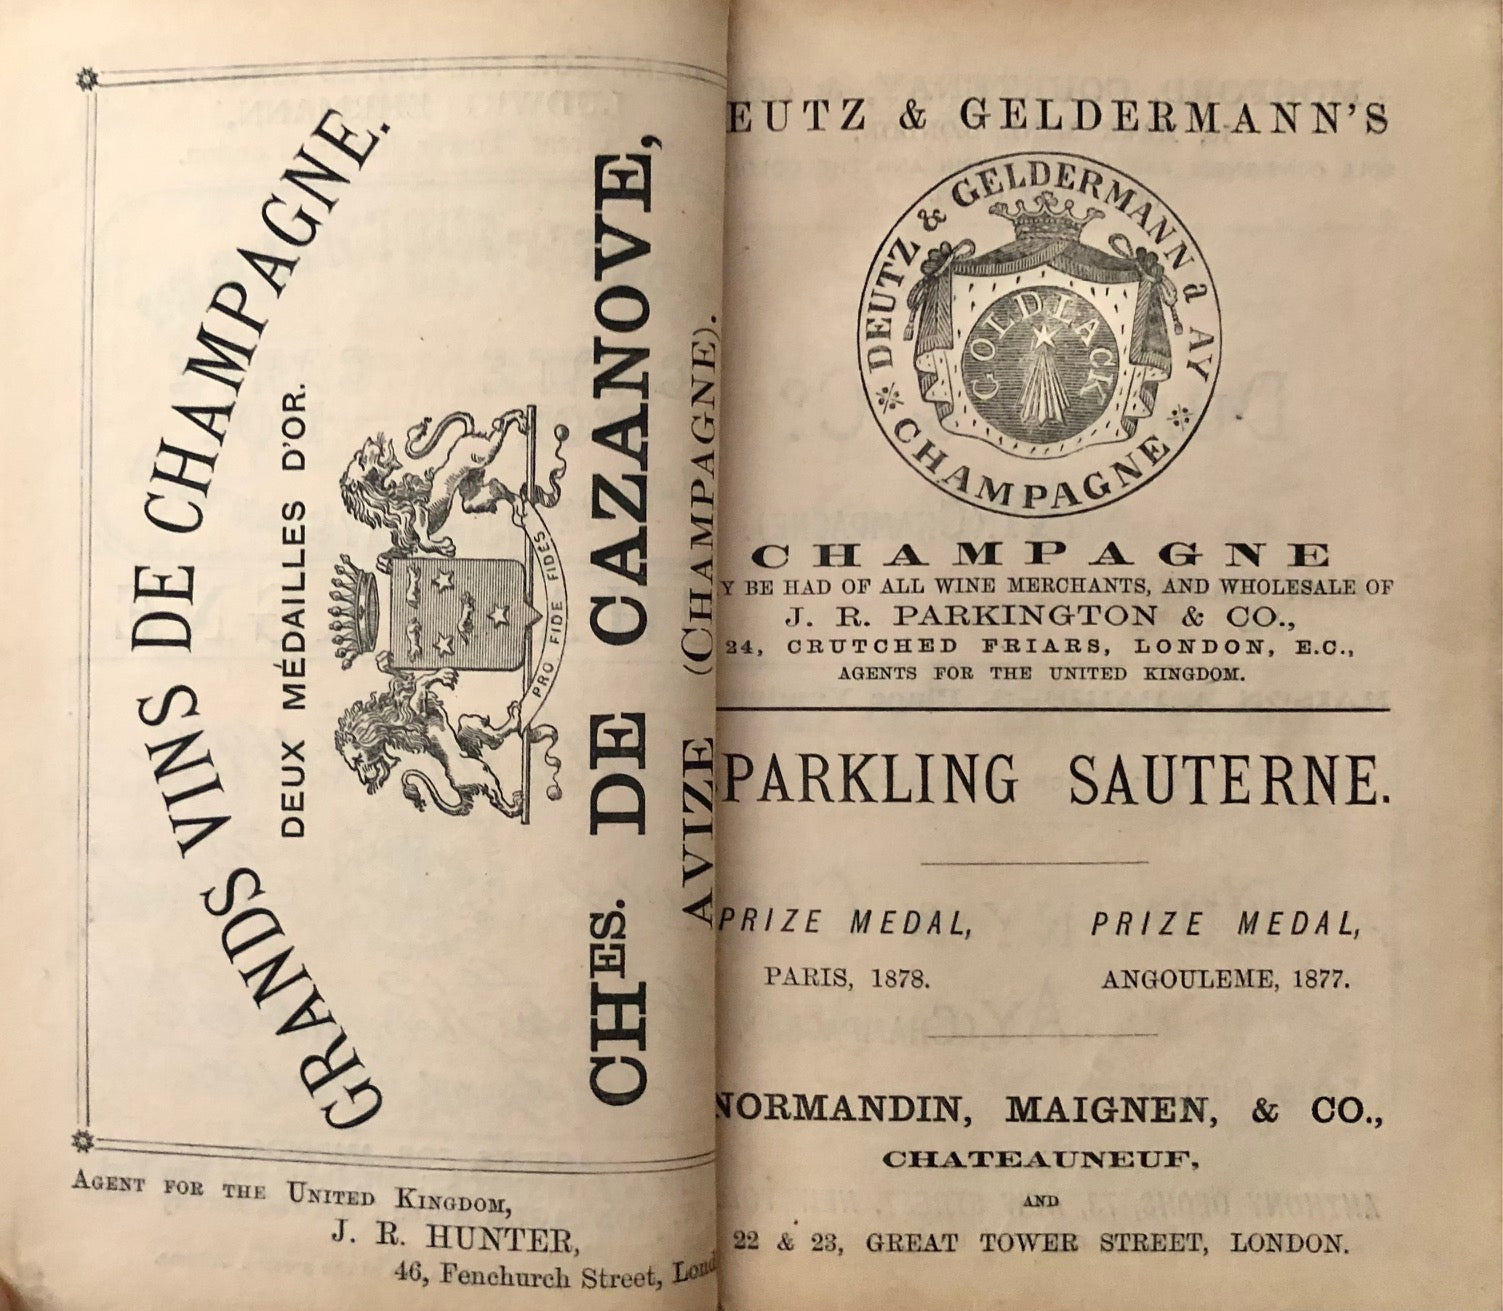 GRANDS VINS DE CHAMPAGNE.
DEUX MÉDAILLES D'OR.
PRO FIDE FIDES
CHES. DE CAZANOVE,
AVIZE (CHAMPAGNE).
AGENT FOR THE UNITED KINGDOM,
J. R. HUNTER,
46, Fenchurch Street, Lond
EUTZ & GELDERMANN'S
DEUTZ & GELDERMANN a AY
GOLDLACK
CHAMPAGNE
CHAMPAGNE
Y BE HAD OF ALL WINE MERCHANTS, AND WHOLESALE OF
J. R. PARKINGTON & CO.,
24, CRUTCHED FRIARS, LONDON, E.C.,
AGENTS FOR THE UNITED KINGDOM.
PARKLING SAUTERNE.
PRIZE MEDAL, PRIZE MEDAL,
PARIS, 1878. ANGOULEME, 1877.
NORMANDIN, MAIGNEN, & CO.,
CHATEAUNEUF,
AND
22 & 23, GREAT TOWER STREET, LONDON.